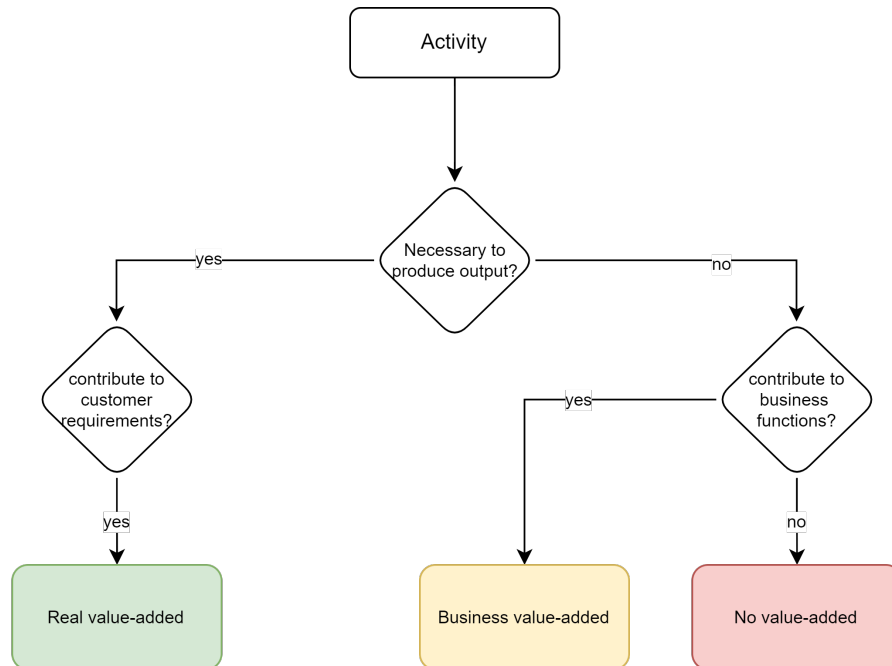 Activity
Necessary to
produce output?
yes
no
contribute to
customer
requirements?
contribute to
business
functions?
yes
yes
no
Real value-added
Business value-added
No value-added